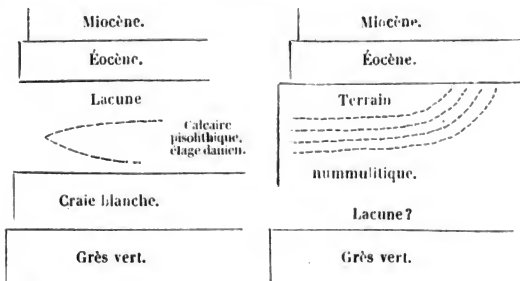 Miocène.
Éocène.
Lacune
Calcaire
pisolithique,
étage danien.
Craie blanche.
Grès vert.
Miocène.
Éocène.
Terrain
nummulitique.
Lacune ?
Grès vert.